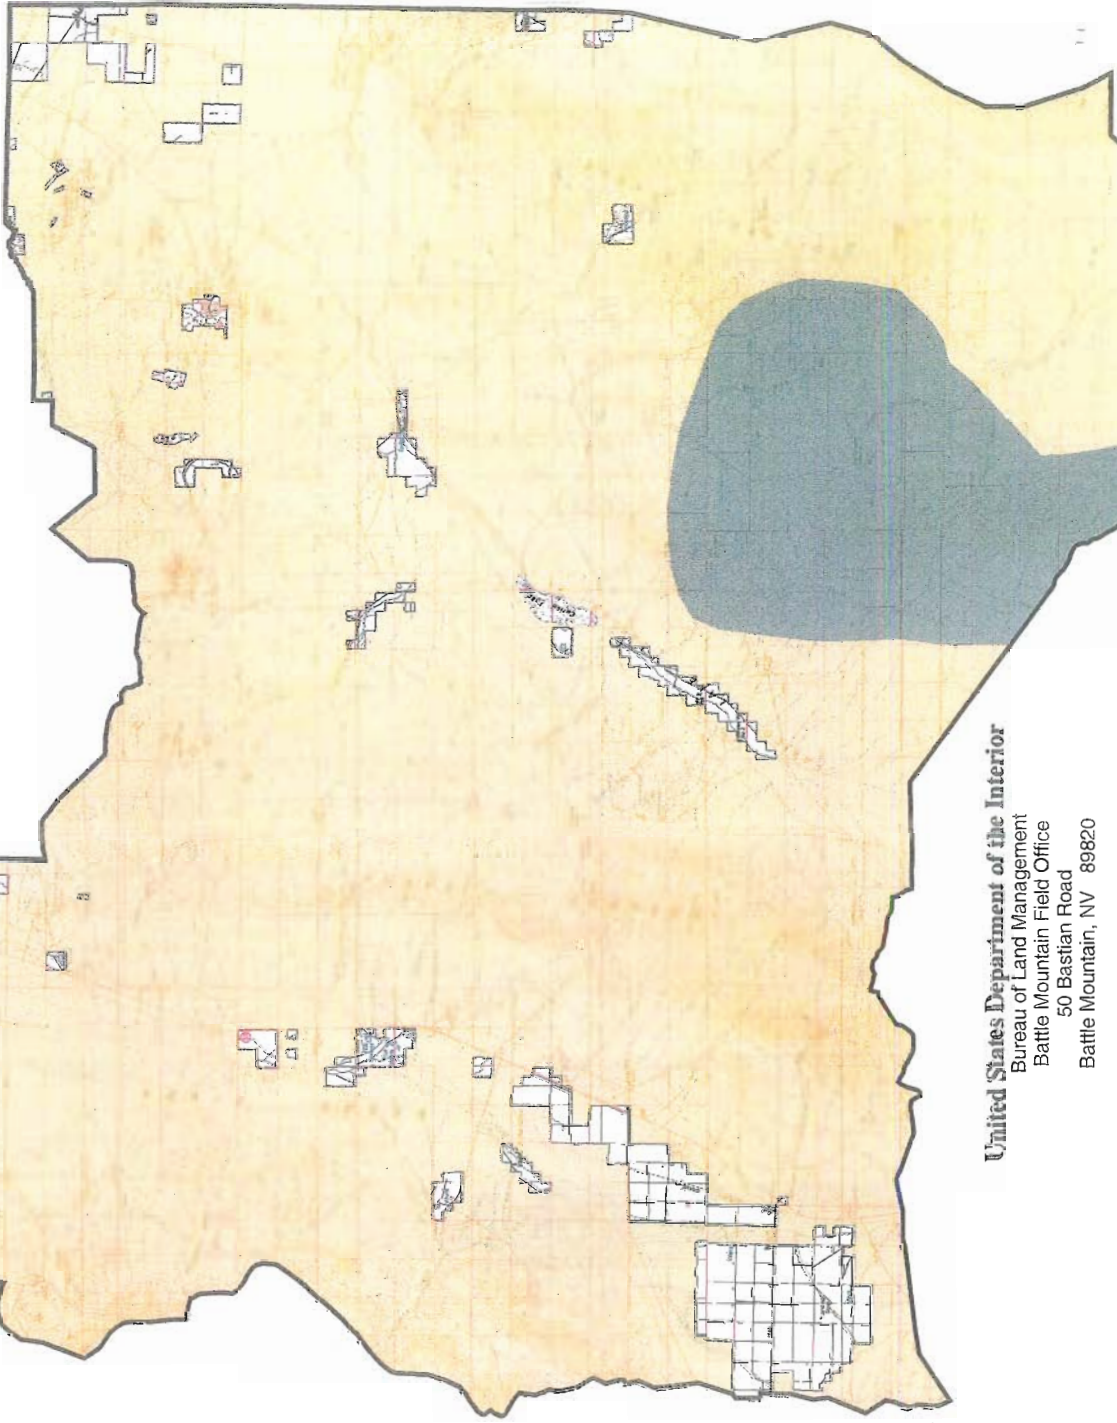 United States Department of the Interior
Bureau of Land Management
Battle Mountain Field Office
50 Bastian Road
Battle Mountain, NV 89820